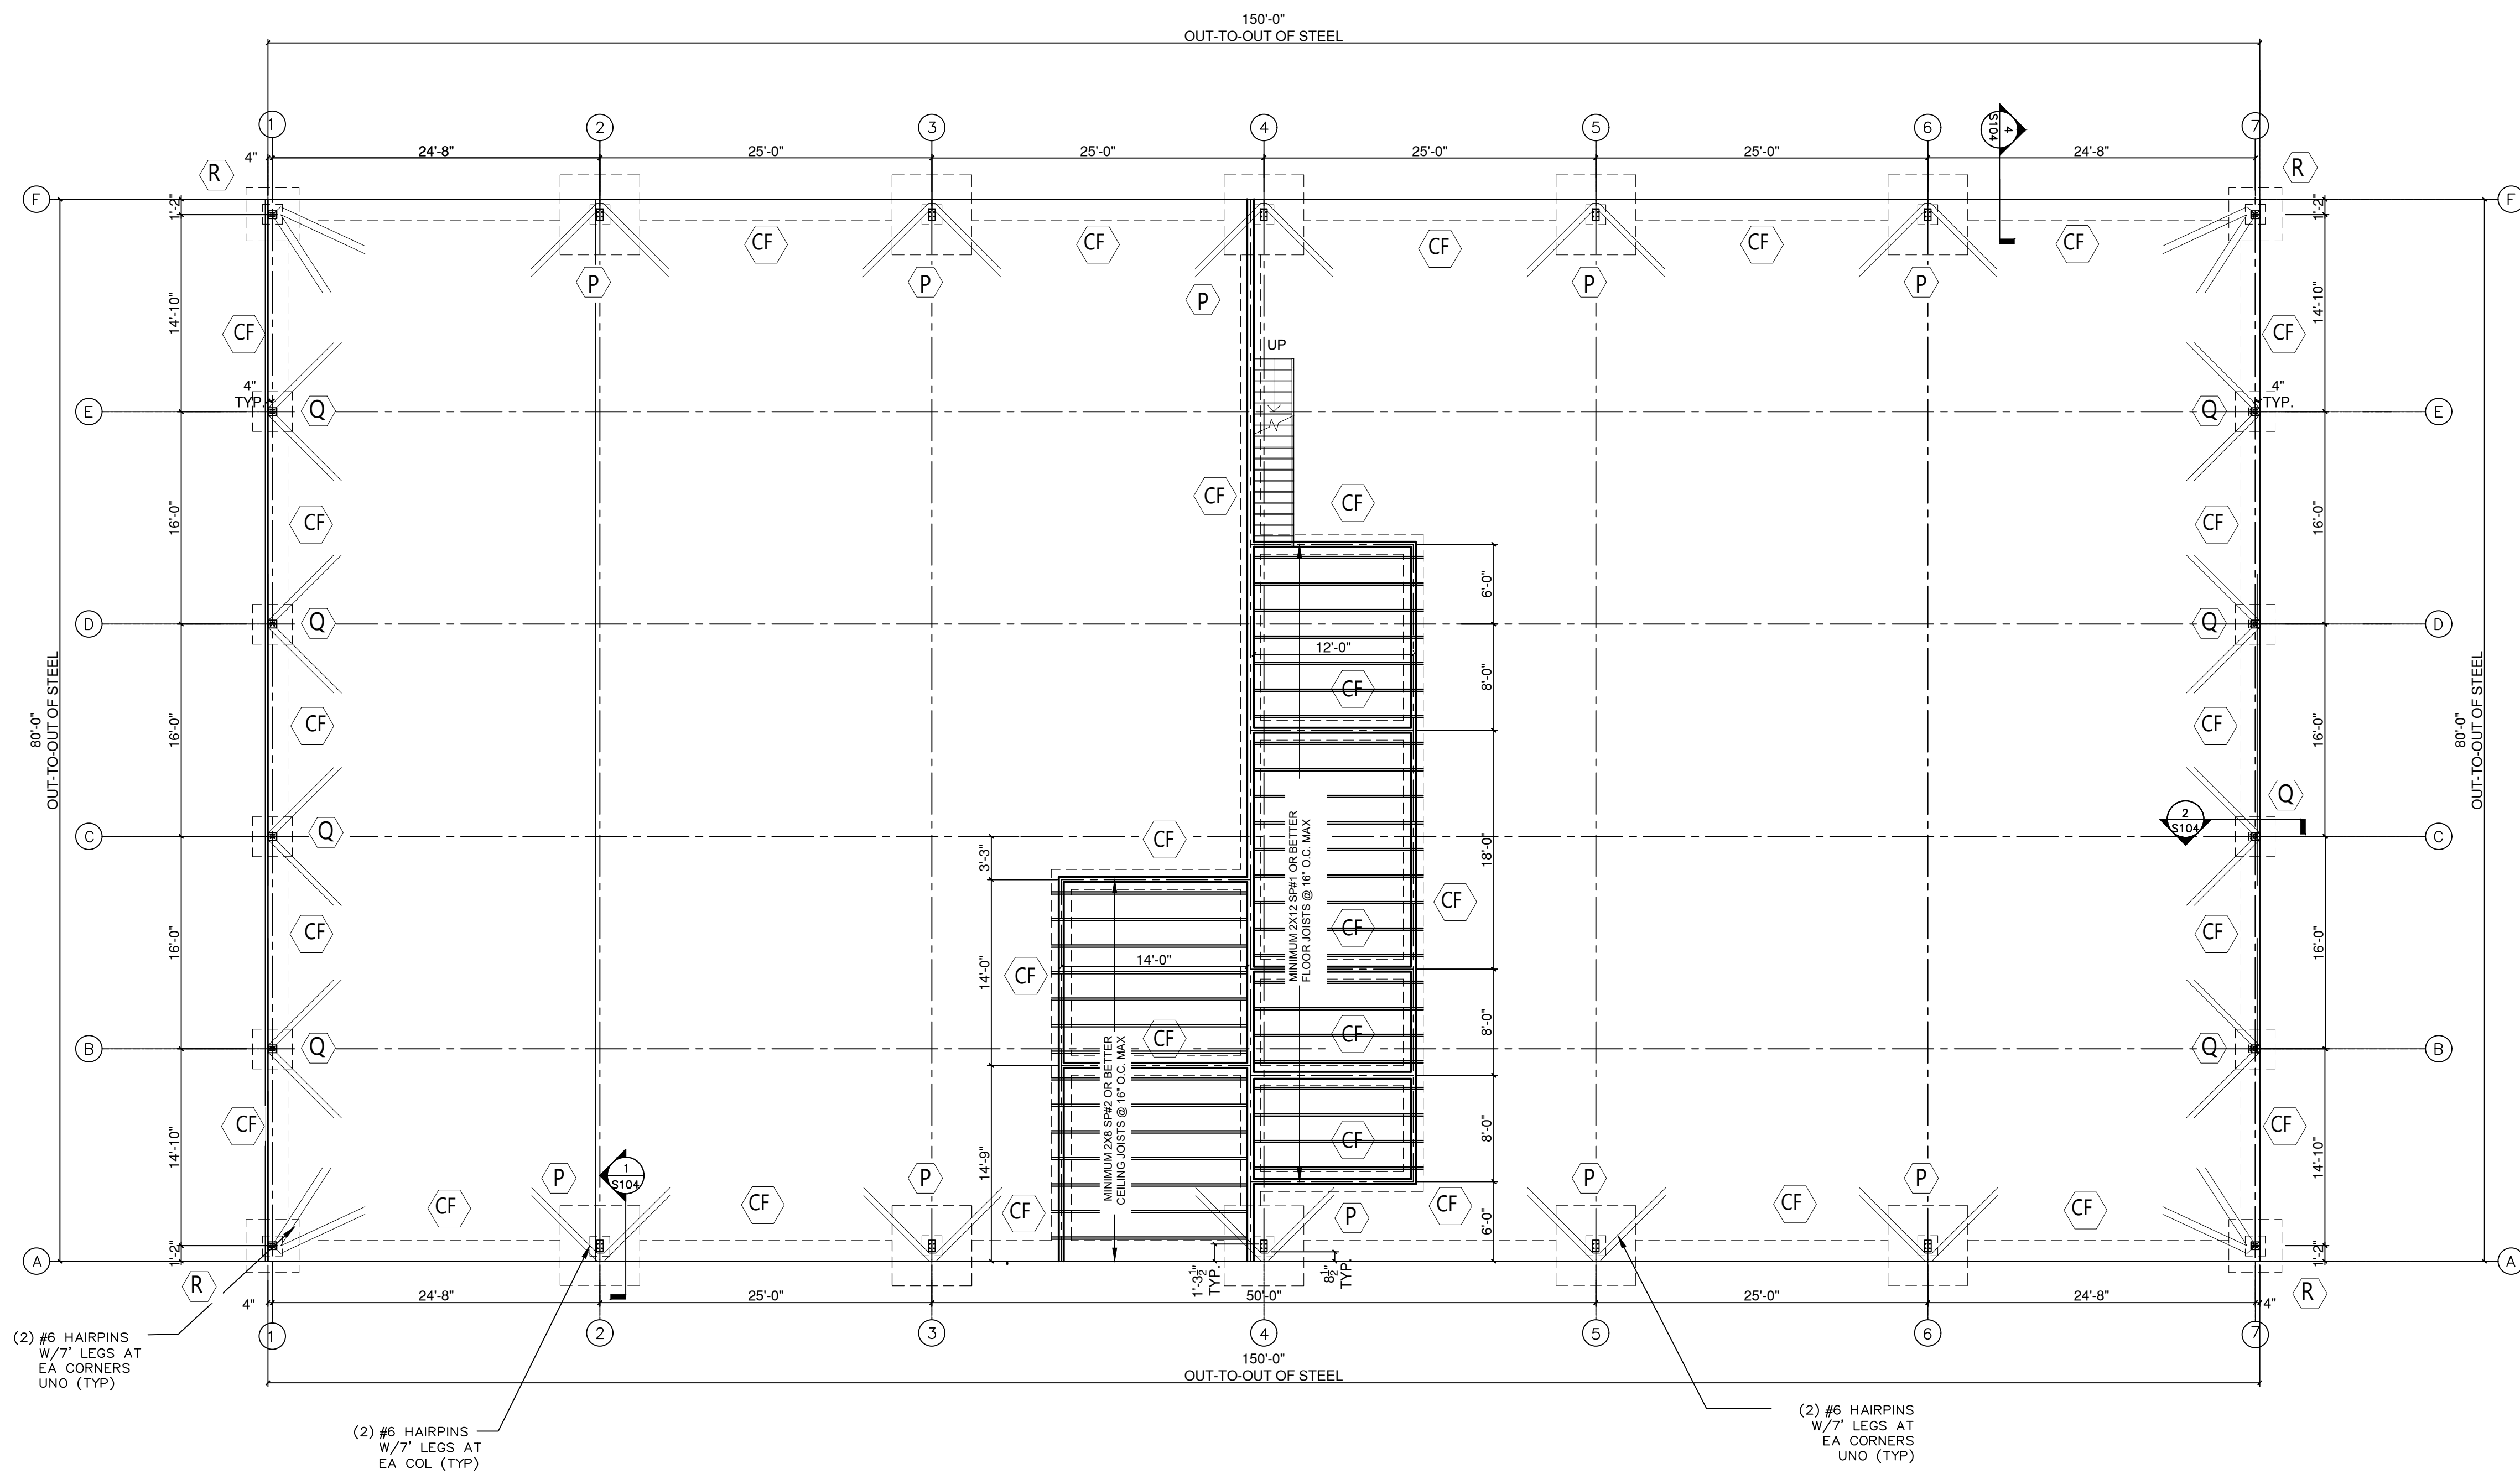 150'-0"
OUT-TO-OUT OF STEEL
1
2
3
4
5
6
7
4
S104
4"
24'-8"
25'-0"
25'-0"
25'-0"
25'-0"
24'-8"
R
R
F
F
1'-2"
1'-2"
CF
CF
CF
CF
CF
P
P
P
P
P
14'-10"
14'-10"
CF
CF
UP
4"
TYP.
4"
TYP.
E
Q
Q
E
16'-0"
CF
CF
CF
CF
16'-0"
6'-0"
D
Q
Q
D
12'-0"
8'-0"
CF
80'-0"
OUT-TO-OUT OF STEEL
16'-0"
CF
CF
16'-0"
80'-0"
OUT-TO-OUT OF STEEL
Q
2
S104
C
Q
CF
C
3'-3"
18'-0"
MINIMUM 2X12 SP#1 OR BETTER
FLOOR JOISTS @ 16" O.C. MAX
CF
16'-0"
CF
CF
CF
16'-0"
14'-0"
14'-0"
CF
8'-0"
CF
CF
B
Q
Q
B
MINIMUM 2X8 SP#2 OR BETTER
CEILING JOISTS @ 16" O.C. MAX
14'-10"
CF
14'-9"
8'-0"
CF
CF
14'-10"
P
1
S104
P
P
P
CF
CF
CF
P
CF
CF
CF
6'-0"
1'-2"
1'-2"
A
A
R
1'-3½"
TYP.
8½"
TYP.
R
4"
24'-8"
25'-0"
50'-0"
25'-0"
24'-8"
4"
1
2
3
4
5
6
7
150'-0"
OUT-TO-OUT OF STEEL
(2) #6 HAIRPINS
W/7' LEGS AT
EA CORNERS
UNO (TYP)
(2) #6 HAIRPINS
W/7' LEGS AT
EA COL (TYP)
(2) #6 HAIRPINS
W/7' LEGS AT
EA CORNERS
UNO (TYP)